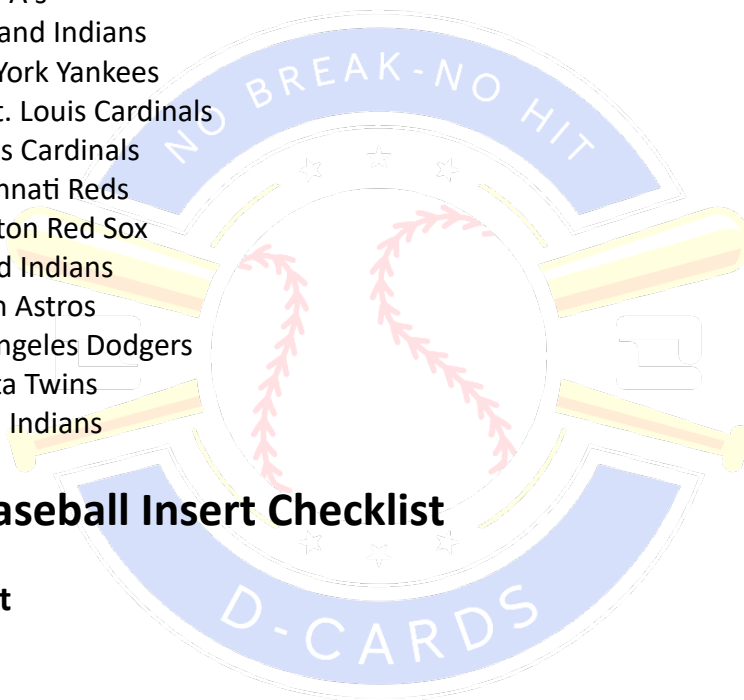 and Indians
York Yankees
t. Louis Cardinals
s Cardinals
nnati Reds
ton Red Sox
d Indians
n Astros
ngeles Dodgers
ta Twins
Indians
aseball Insert Checklist
t
NO BREAK-NO HIT
D-CARDS